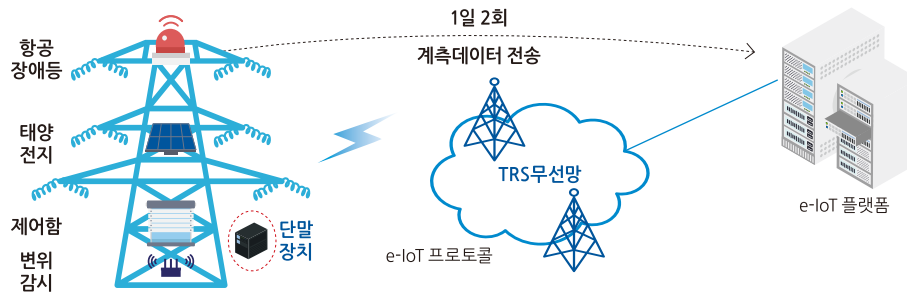 1일 2회
계측데이터 전송
항공
장애등
태양
전지
제어함
변위
감시
단말
장치
TRS무선망
e-IoT 프로토콜
e-IoT 플랫폼